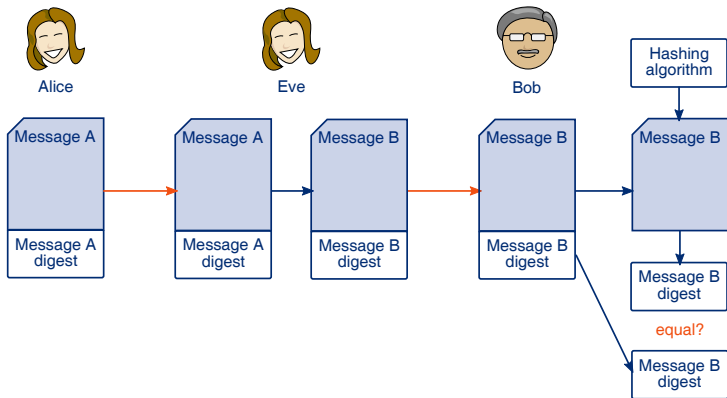 Alice
Eve
Bob
Hashing
algorithm
Message A
Message A
Message B
Message B
Message B
Message A
digest
Message A
digest
Message B
digest
Message B
digest
Message B
digest
equal?
Message B
digest